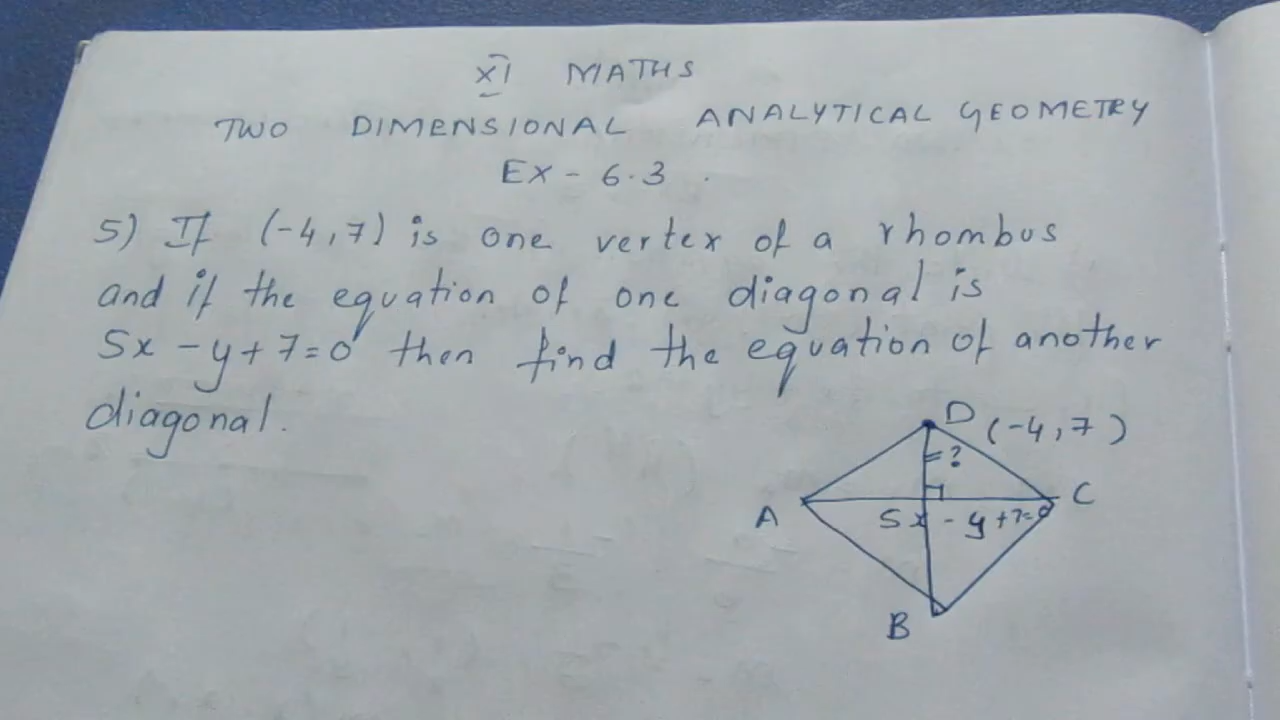 XI MATHS
TWO DIMENSIONAL ANALYTICAL GEOMETRY
EX - 6.3.
5) If (-4,7) is one vertex of a rhombus
and if the equation of one diagonal is
5x - y + 7 = 0 then find the equation of another
diagonal.
D (-4,7)
= ?
A
C
5x - y + 7 = 0
B